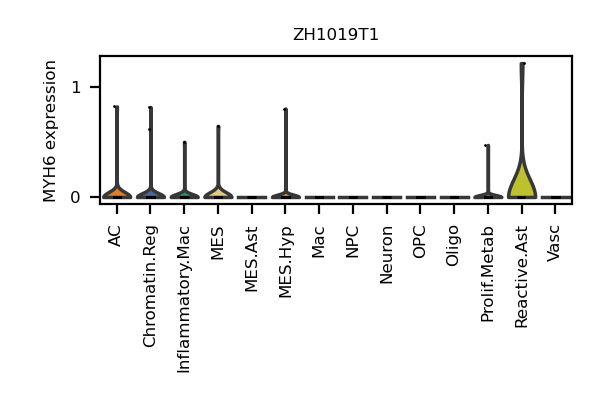 ZH1019T1
MYH6 expression
1
0
AC
Chromatin.Reg
Inflammatory.Mac
MES
MES.Ast
MES.Hyp
Mac
NPC
Neuron
OPC
Oligo
Prolif.Metab
Reactive.Ast
Vasc